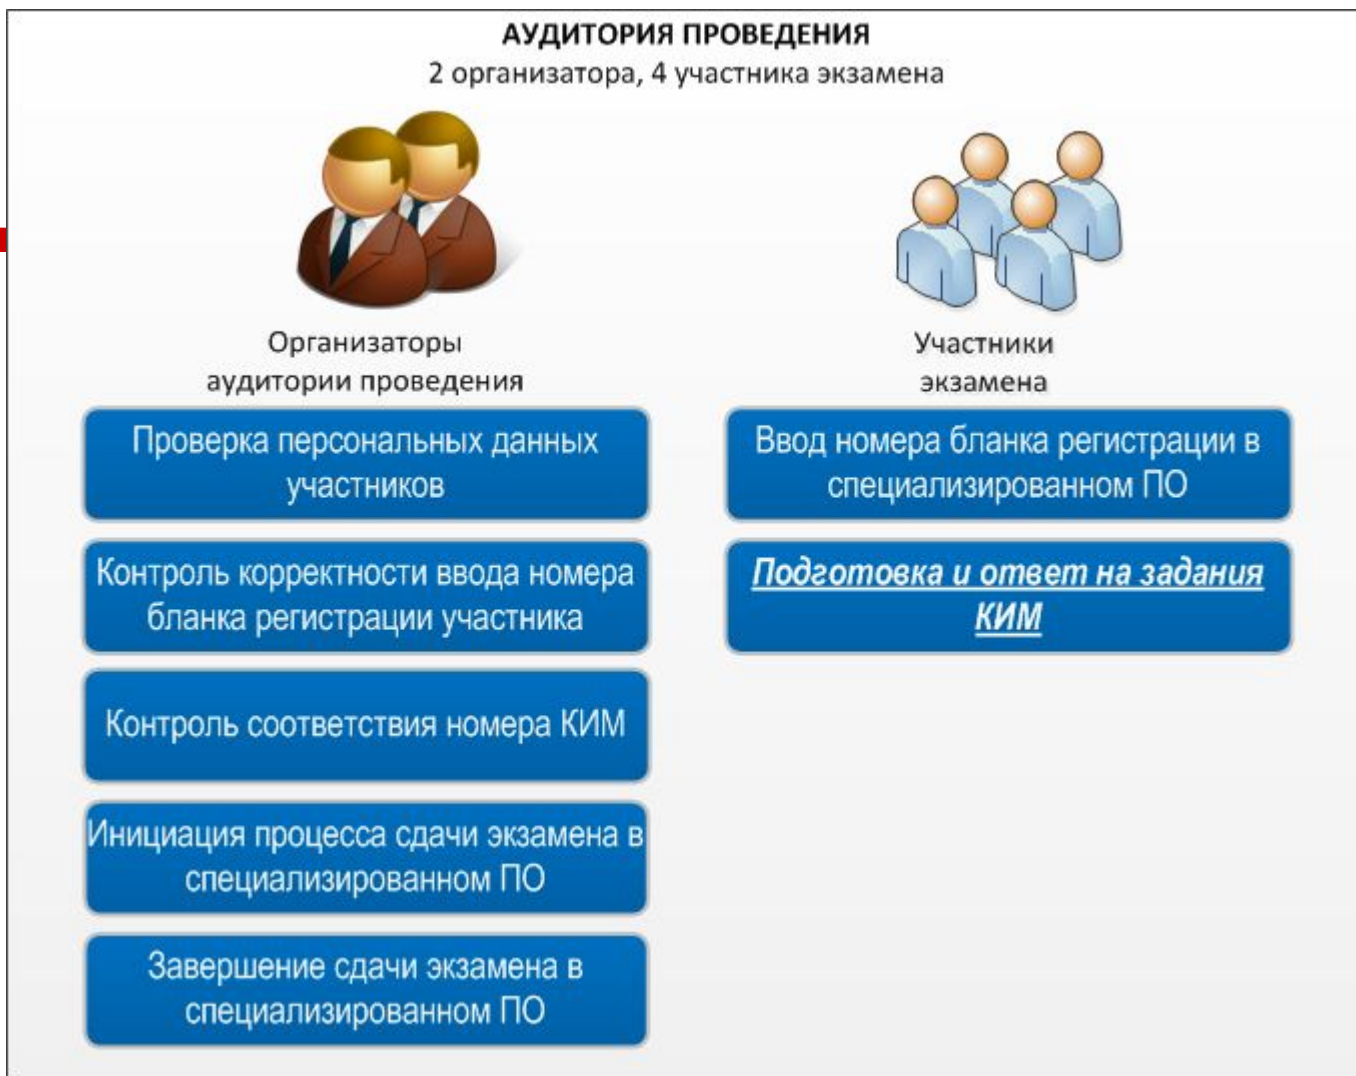 АУДИТОРИЯ ПРОВЕДЕНИЯ
2 организатора, 4 участника экзамена
Организаторы
аудитории проведения
Проверка персональных данных
участников
Контроль корректности ввода номера
бланка регистрации участника
Контроль соответствия номера КИМ
Инициация процесса сдачи экзамена в
специализированном ПО
Завершение сдачи экзамена в
специализированном ПО
Участники
экзамена
Ввод номера бланка регистрации в
специализированном ПО
Подготовка и ответ на задания
КИМ